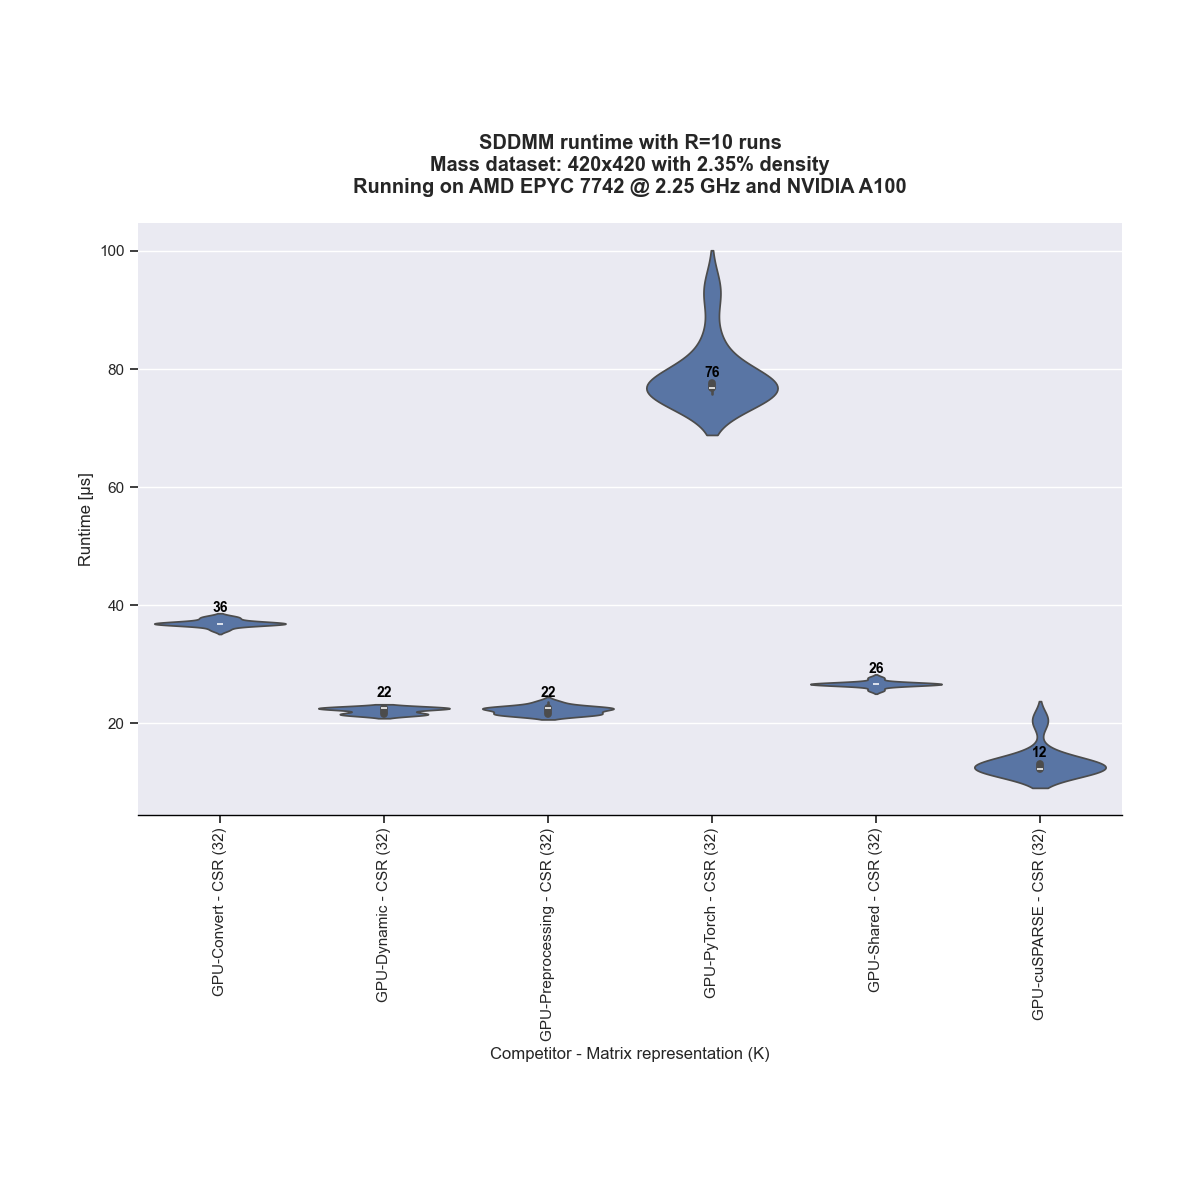 SDDMM runtime with R=10 runs
Mass dataset: 420x420 with 2.35% density
Running on AMD EPYC 7742 @ 2.25 GHz and NVIDIA A100
Runtime [µs]
100
80
60
40
20
36
22
22
76
26
12
GPU-Convert - CSR (32)
GPU-Dynamic - CSR (32)
GPU-Preprocessing - CSR (32)
GPU-PyTorch - CSR (32)
GPU-Shared - CSR (32)
GPU-cuSPARSE - CSR (32)
Competitor - Matrix representation (K)